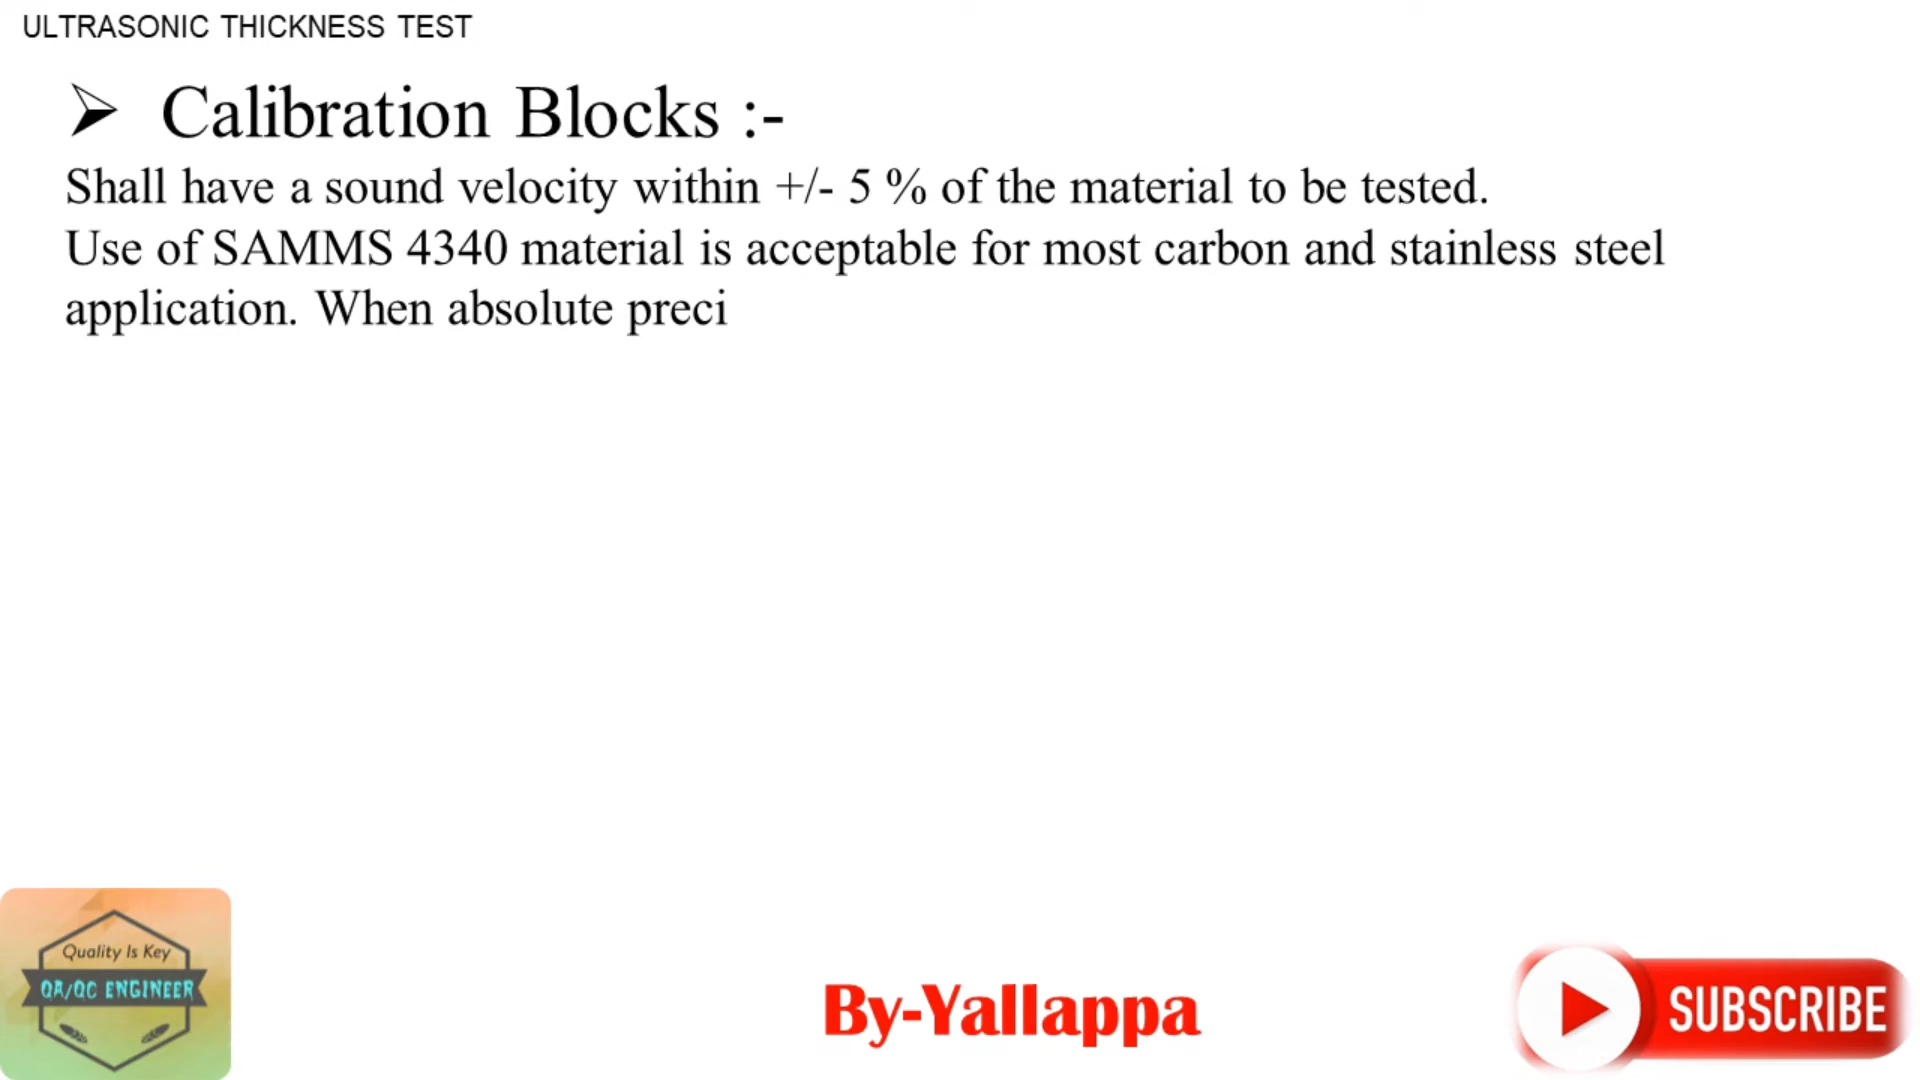 ULTRASONIC THICKNESS TEST
➢ Calibration Blocks :-
Shall have a sound velocity within +/- 5 % of the material to be tested.
Use of SAMMS 4340 material is acceptable for most carbon and stainless steel
application. When absolute preci
Quality Is Key
QA/QC ENGINEER
By-Yallappa
SUBSCRIBE